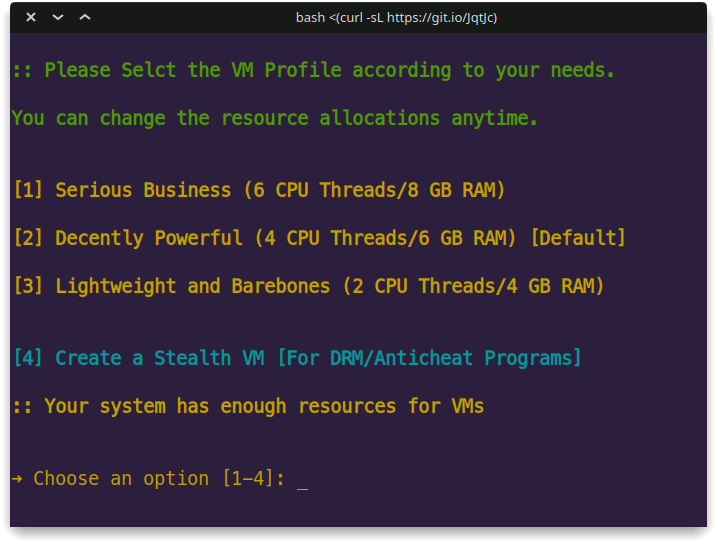 bash <(curl -sL https://git.io/JqtJc)
:: Please Selct the VM Profile according to your needs.
You can change the resource allocations anytime.
[1] Serious Business (6 CPU Threads/8 GB RAM)
[2] Decently Powerful (4 CPU Threads/6 GB RAM) [Default]
[3] Lightweight and Barebones (2 CPU Threads/4 GB RAM)
[4] Create a Stealth VM [For DRM/Anticheat Programs]
:: Your system has enough resources for VMs
→ Choose an option [1-4]: _